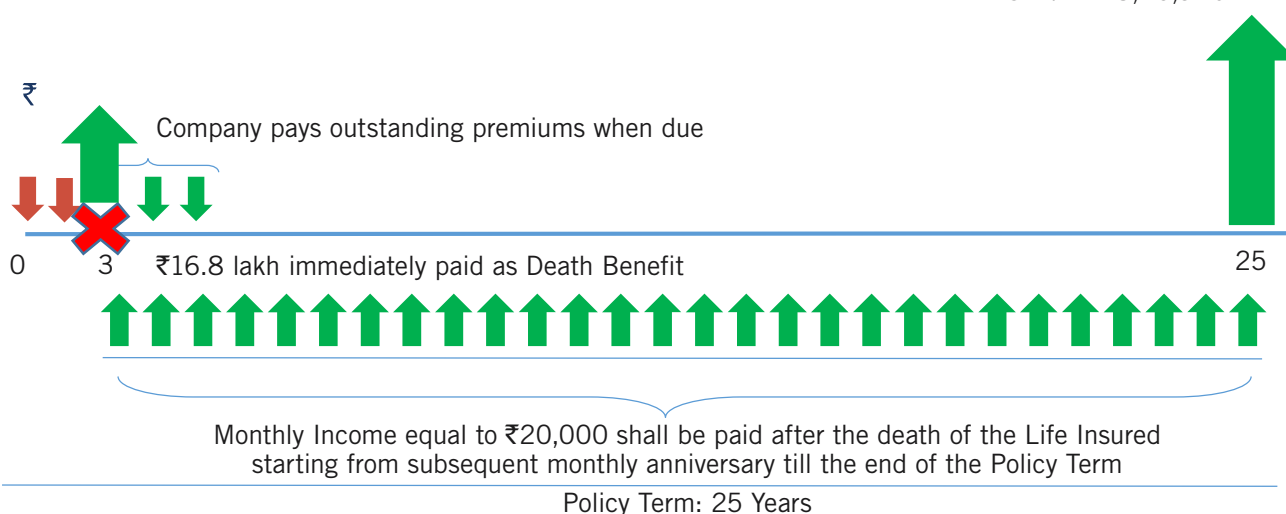 ₹
Company pays outstanding premiums when due
0 3 ₹16.8 lakh immediately paid as Death Benefit 25
Monthly Income equal to ₹20,000 shall be paid after the death of the Life Insured
starting from subsequent monthly anniversary till the end of the Policy Term
Policy Term: 25 Years